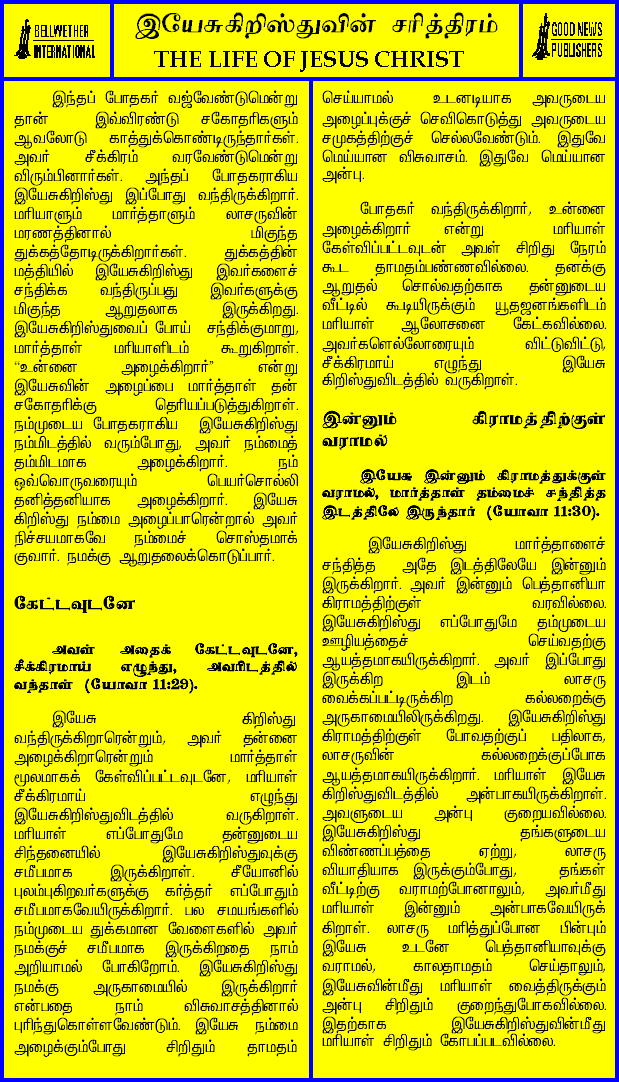 BELLWETHER
INTERNATIONAL
இயேசுகிறிஸ்துவின் சரித்திரம்
THE LIFE OF JESUS CHRIST
GOOD NEWS
PUBLISHERS
இந்தப் போதகர் வஜ்வேண்டுமென்று
தான் இவ்விரண்டு சகோதரிகளும்
ஆவலோடு காத்துக்கொண்டிருந்தார்கள்.
அவர் சீக்கிரம் வரவேண்டுமென்று
விரும்பினார்கள். அந்தப் போதகராகிய
இயேசுகிறிஸ்து இப்போது வந்திருக்கிறார்.
மரியாளும் மார்த்தாளும் லாசருவின்
மரணத்தினால் மிகுந்த
துக்கத்தோடிருக்கிறார்கள். துக்கத்தின்
மத்தியில் இயேசுகிறிஸ்து இவர்களைச்
சந்திக்க வந்திருப்பது இவர்களுக்கு
மிகுந்த ஆறுதலாக இருக்கிறது.
இயேசுகிறிஸ்துவைப் போய் சந்திக்குமாறு,
மார்த்தாள் மரியாளிடம் கூறுகிறாள்.
“உன்னை அழைக்கிறார்” என்று
இயேசுவின் அழைப்பை மார்த்தாள் தன்
சகோதரிக்கு தெரியப்படுத்துகிறாள்.
நம்முடைய போதகராகிய இயேசுகிறிஸ்து
நம்மிடத்தில் வரும்போது, அவர் நம்மைத்
தம்மிடமாக அழைக்கிறார். நம்
ஒவ்வொருவரையும் பெயர்சொல்லி
தனித்தனியாக அழைக்கிறார். இயேசு
கிறிஸ்து நம்மை அழைப்பாரென்றால் அவர்
நிச்சயமாகவே நம்மைச் சொஸ்தமாக்
குவார். நமக்கு ஆறுதலைக்கொடுப்பார்.
கேட்டவுடனே
அவள் அதைக் கேட்டவுடனே,
சீக்கிரமாய் எழுந்து, அவரிடத்தில்
வந்தாள் (யோவா 11:29).
இயேசு கிறிஸ்து
வந்திருக்கிறாரென்றும், அவர் தன்னை
அழைக்கிறாரென்றும் மார்த்தாள்
மூலமாகக் கேள்விப்பட்டவுடனே, மரியாள்
சீக்கிரமாய் எழுந்து
இயேசுகிறிஸ்துவிடத்தில் வருகிறாள்.
மரியாள் எப்போதுமே தன்னுடைய
சிந்தனையில் இயேசுகிறிஸ்துவுக்கு
சமீபமாக இருக்கிறாள். சீயோனில்
புலம்புகிறவர்களுக்கு கர்த்தர் எப்போதும்
சமீபமாகவேயிருக்கிறார். பல சமயங்களில்
நம்முடைய துக்கமான வேளைகளில் அவர்
நமக்குச் சமீபமாக இருக்கிறதை நாம்
அறியாமல் போகிறோம். இயேசுகிறிஸ்து
நமக்கு அருகாமையில் இருக்கிறார்
என்பதை நாம் விசுவாசத்தினால்
புரிந்துகொள்ளவேண்டும். இயேசு நம்மை
அழைக்கும்போது சிறிதும் தாமதம்
செய்யாமல் உடனடியாக அவருடைய
அழைப்புக்குச் செவிகொடுத்து அவருடைய
சமுகத்திற்குச் செல்லவேண்டும். இதுவே
மெய்யான விசுவாசம். இதுவே மெய்யான
அன்பு.
போதகர் வந்திருக்கிறார், உன்னை
அழைக்கிறார் என்று மரியாள்
கேள்விப்பட்டவுடன் அவள் சிறிது நேரம்
கூட தாமதம்பண்ணவில்லை. தனக்கு
ஆறுதல் சொல்வதற்காக தன்னுடைய
வீட்டில் கூடியிருக்கும் யூதஜனங்களிடம்
மரியாள் ஆலோசனை கேட்கவில்லை.
அவர்களெல்லோரையும் விட்டுவிட்டு,
சீக்கிரமாய் எழுந்து இயேசு
கிறிஸ்துவிடத்தில் வருகிறாள்.
இன்னும் கிராமத்திற்குள்
வராமல்
இயேசு இன்னும் கிராமத்துக்குள்
வராமல், மார்த்தாள் தம்மைச் சந்தித்த
இடத்திலே இருந்தார் (யோவா 11:30).
இயேசுகிறிஸ்து மார்த்தாளைச்
சந்தித்த அதே இடத்திலேயே இன்னும்
இருக்கிறார். அவர் இன்னும் பெத்தானியா
கிராமத்திற்குள் வரவில்லை.
இயேசுகிறிஸ்து எப்போதுமே தம்முடைய
ஊழியத்தைச் செய்வதற்கு
ஆயத்தமாகயிருக்கிறார். அவர் இப்போது
இருக்கிற இடம் லாசரு
வைக்கப்பட்டிருக்கிற கல்லறைக்கு
அருகாமையிலிருக்கிறது. இயேசுகிறிஸ்து
கிராமத்திற்குள் போவதற்குப் பதிலாக,
லாசருவின் கல்லறைக்குப்போக
ஆயத்தமாகயிருக்கிறார். மரியாள் இயேசு
கிறிஸ்துவிடத்தில் அன்பாகயிருக்கிறாள்.
அவளுடைய அன்பு குறையவில்லை.
இயேசுகிறிஸ்து தங்களுடைய
விண்ணப்பத்தை ஏற்று, லாசரு
வியாதியாக இருக்கும்போது, தங்கள்
வீட்டிற்கு வராமற்போனாலும், அவர்மீது
மரியாள் இன்னும் அன்பாகவேயிருக்
கிறாள். லாசரு மரித்துப்போன பின்பும்
இயேசு உடனே பெத்தானியாவுக்கு
வராமல், காலதாமதம் செய்தாலும்,
இயேசுவின்மீது மரியாள் வைத்திருக்கும்
அன்பு சிறிதும் குறைந்துபோகவில்லை.
இதற்காக இயேசுகிறிஸ்துவின்மீது
மரியாள் சிறிதும் கோபப்படவில்லை.